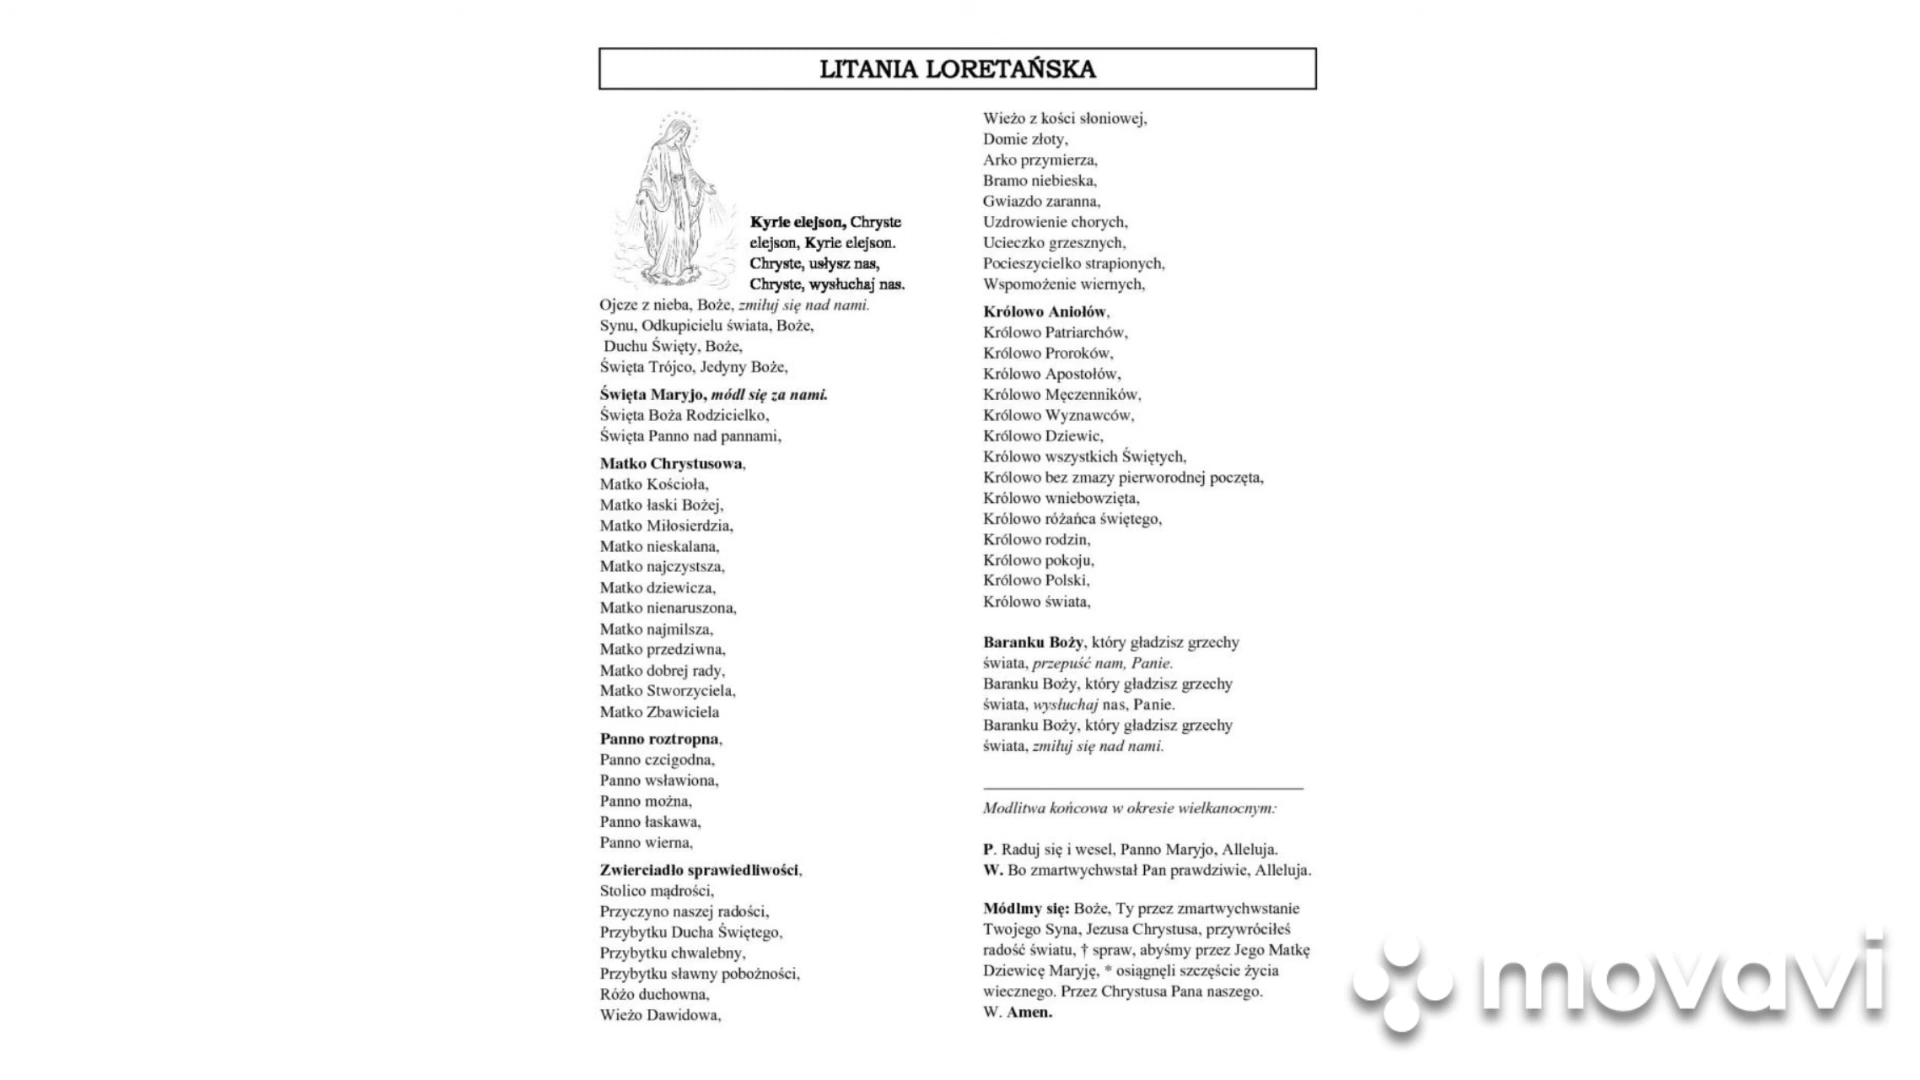 LITANIA LORETAŃSKA
Kyrie elejson, Chryste
elejson, Kyrie elejson.
Chryste, usłysz nas,
Chryste, wysłuchaj nas.
Ojcze z nieba, Boże, zmiłuj się nad nami.
Synu, Odkupicielu świata, Boże,
Duchu Święty, Boże,
Święta Trójco, Jedyny Boże,
Święta Maryjo, módl się za nami.
Święta Boża Rodzicielko,
Święta Panno nad pannami,
Matko Chrystusowa,
Matko Kościoła,
Matko łaski Bożej,
Matko Miłosierdzia,
Matko nieskalana,
Matko najczystsza,
Matko dziewicza,
Matko nienaruszona,
Matko najmilsza,
Matko przedziwna,
Matko dobrej rady,
Matko Stworzyciela,
Matko Zbawiciela
Panno roztropna,
Panno czcigodna,
Panno wsławiona,
Panno można,
Panno łaskawa,
Panno wierna,
Zwierciadło sprawiedliwości,
Stolico mądrości,
Przyczyno naszej radości,
Przybytku Ducha Świętego,
Przybytku chwalebny,
Przybytku sławny pobożności,
Różo duchowna,
Wieżo Dawidowa,
Wieżo z kości słoniowej,
Domie złoty,
Arko przymierza,
Bramo niebieska,
Gwiazdo zaranna,
Uzdrowienie chorych,
Ucieczko grzesznych,
Pocieszycielko strapionych,
Wspomożenie wiernych,
Królowo Aniołów,
Królowo Patriarchów,
Królowo Proroków,
Królowo Apostołów,
Królowo Męczenników,
Królowo Wyznawców,
Królowo Dziewic,
Królowo wszystkich Świętych,
Królowo bez zmazy pierworodnej poczęta,
Królowo wniebowzięta,
Królowo różańca świętego,
Królowo rodzin,
Królowo pokoju,
Królowo Polski,
Królowo świata,
Baranku Boży, który gładzisz grzechy
świata, przepuść nam, Panie.
Baranku Boży, który gładzisz grzechy
świata, wysłuchaj nas, Panie.
Baranku Boży, który gładzisz grzechy
świata, zmiłuj się nad nami.
Modlitwa końcowa w okresie wielkanocnym:
P. Raduj się i wesel, Panno Maryjo, Alleluja.
W. Bo zmartwychwstał Pan prawdziwie, Alleluja.
Módlmy się: Boże, Ty przez zmartwychwstanie
Twojego Syna, Jezusa Chrystusa, przywróciłeś
radość światu, † spraw, abyśmy przez Jego Matkę
Dziewicę Maryję, * osiągnęli szczęście życia
wiecznego. Przez Chrystusa Pana naszego.
W. Amen.
movavi